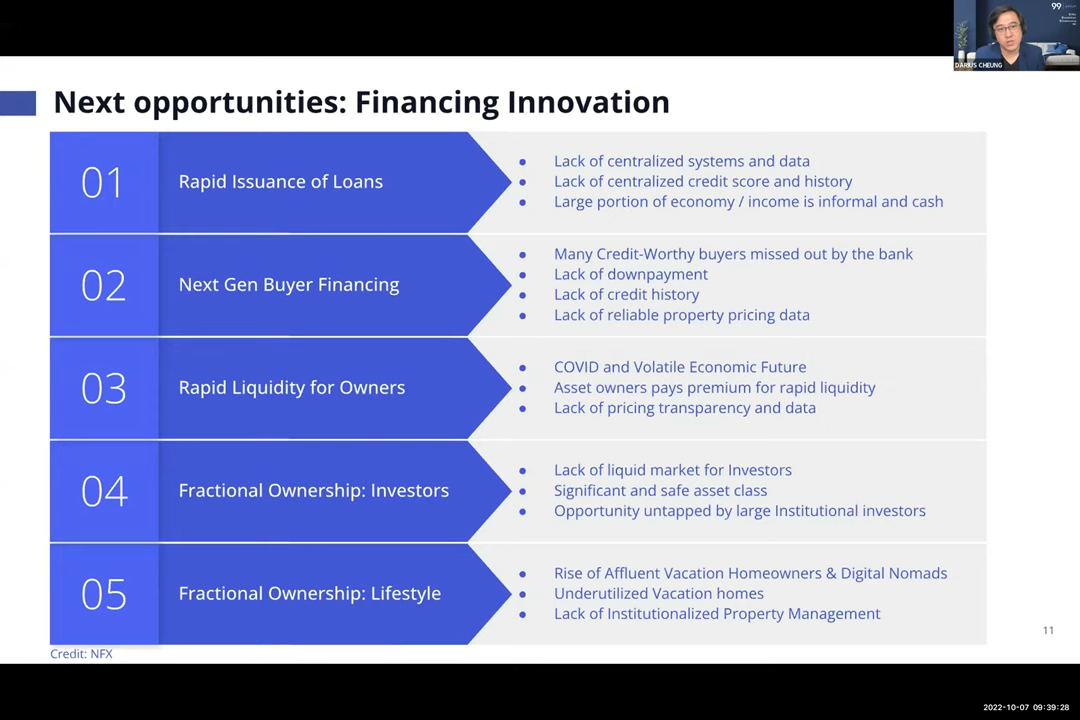 99
DARIUS CHEUNG
Next opportunities: Financing Innovation
01
Rapid Issuance of Loans
● Lack of centralized systems and data
● Lack of centralized credit score and history
● Large portion of economy / income is informal and cash
02
Next Gen Buyer Financing
● Many Credit-Worthy buyers missed out by the bank
● Lack of downpayment
● Lack of credit history
● Lack of reliable property pricing data
03
Rapid Liquidity for Owners
● COVID and Volatile Economic Future
● Asset owners pays premium for rapid liquidity
● Lack of pricing transparency and data
04
Fractional Ownership: Investors
● Lack of liquid market for Investors
● Significant and safe asset class
● Opportunity untapped by large Institutional investors
05
Fractional Ownership: Lifestyle
● Rise of Affluent Vacation Homeowners & Digital Nomads
● Underutilized Vacation homes
● Lack of Institutionalized Property Management
11
Credit: NFX
2022-10-07 09:39:28